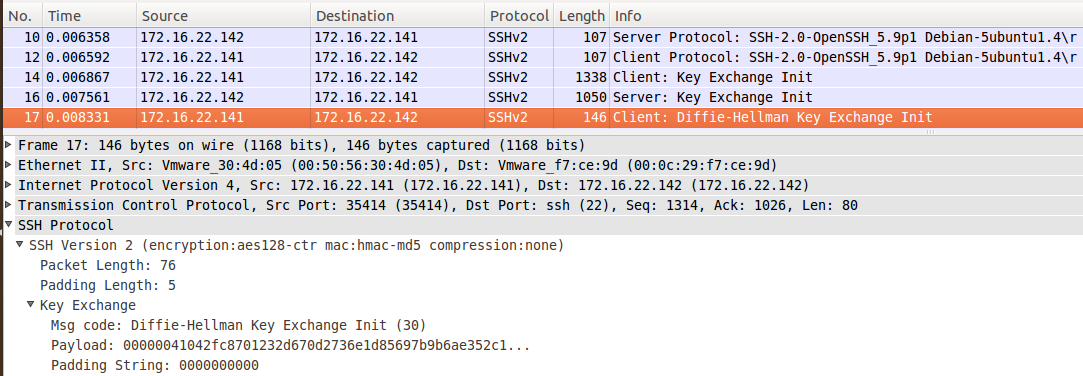 No. Time Source Destination Protocol Length Info
10 0.006358 172.16.22.142 172.16.22.141 SSHv2 107 Server Protocol: SSH-2.0-OpenSSH_5.9p1 Debian-5ubuntu1.4\r
12 0.006592 172.16.22.141 172.16.22.142 SSHv2 107 Client Protocol: SSH-2.0-OpenSSH_5.9p1 Debian-5ubuntu1.4\r
14 0.006867 172.16.22.141 172.16.22.142 SSHv2 1338 Client: Key Exchange Init
16 0.007561 172.16.22.142 172.16.22.141 SSHv2 1050 Server: Key Exchange Init
17 0.008331 172.16.22.141 172.16.22.142 SSHv2 146 Client: Diffie-Hellman Key Exchange Init
Frame 17: 146 bytes on wire (1168 bits), 146 bytes captured (1168 bits)
Ethernet II, Src: Vmware_30:4d:05 (00:50:56:30:4d:05), Dst: Vmware_f7:ce:9d (00:0c:29:f7:ce:9d)
Internet Protocol Version 4, Src: 172.16.22.141 (172.16.22.141), Dst: 172.16.22.142 (172.16.22.142)
Transmission Control Protocol, Src Port: 35414 (35414), Dst Port: ssh (22), Seq: 1314, Ack: 1026, Len: 80
SSH Protocol
SSH Version 2 (encryption:aes128-ctr mac:hmac-md5 compression:none)
Packet Length: 76
Padding Length: 5
Key Exchange
Msg code: Diffie-Hellman Key Exchange Init (30)
Payload: 00000041042fc8701232d670d2736e1d85697b9b6ae352c1...
Padding String: 0000000000